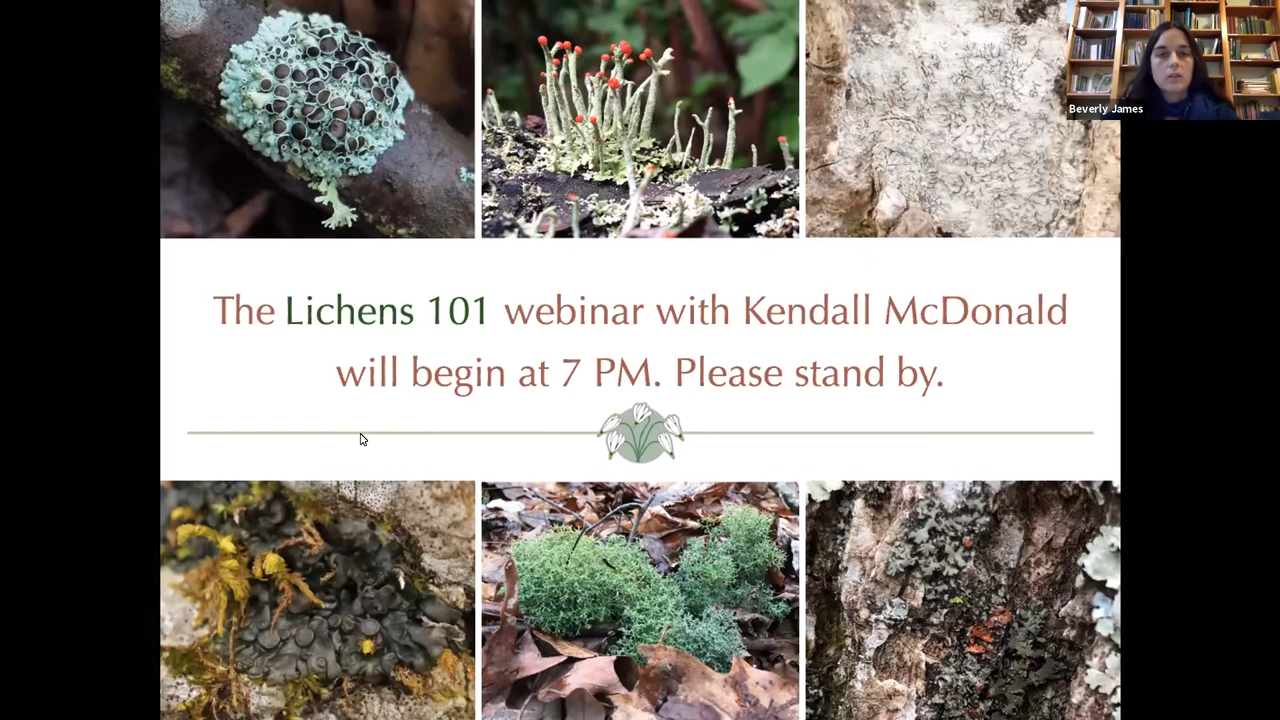 Beverly James
The Lichens 101 webinar with Kendall McDonald
will begin at 7 PM. Please stand by.